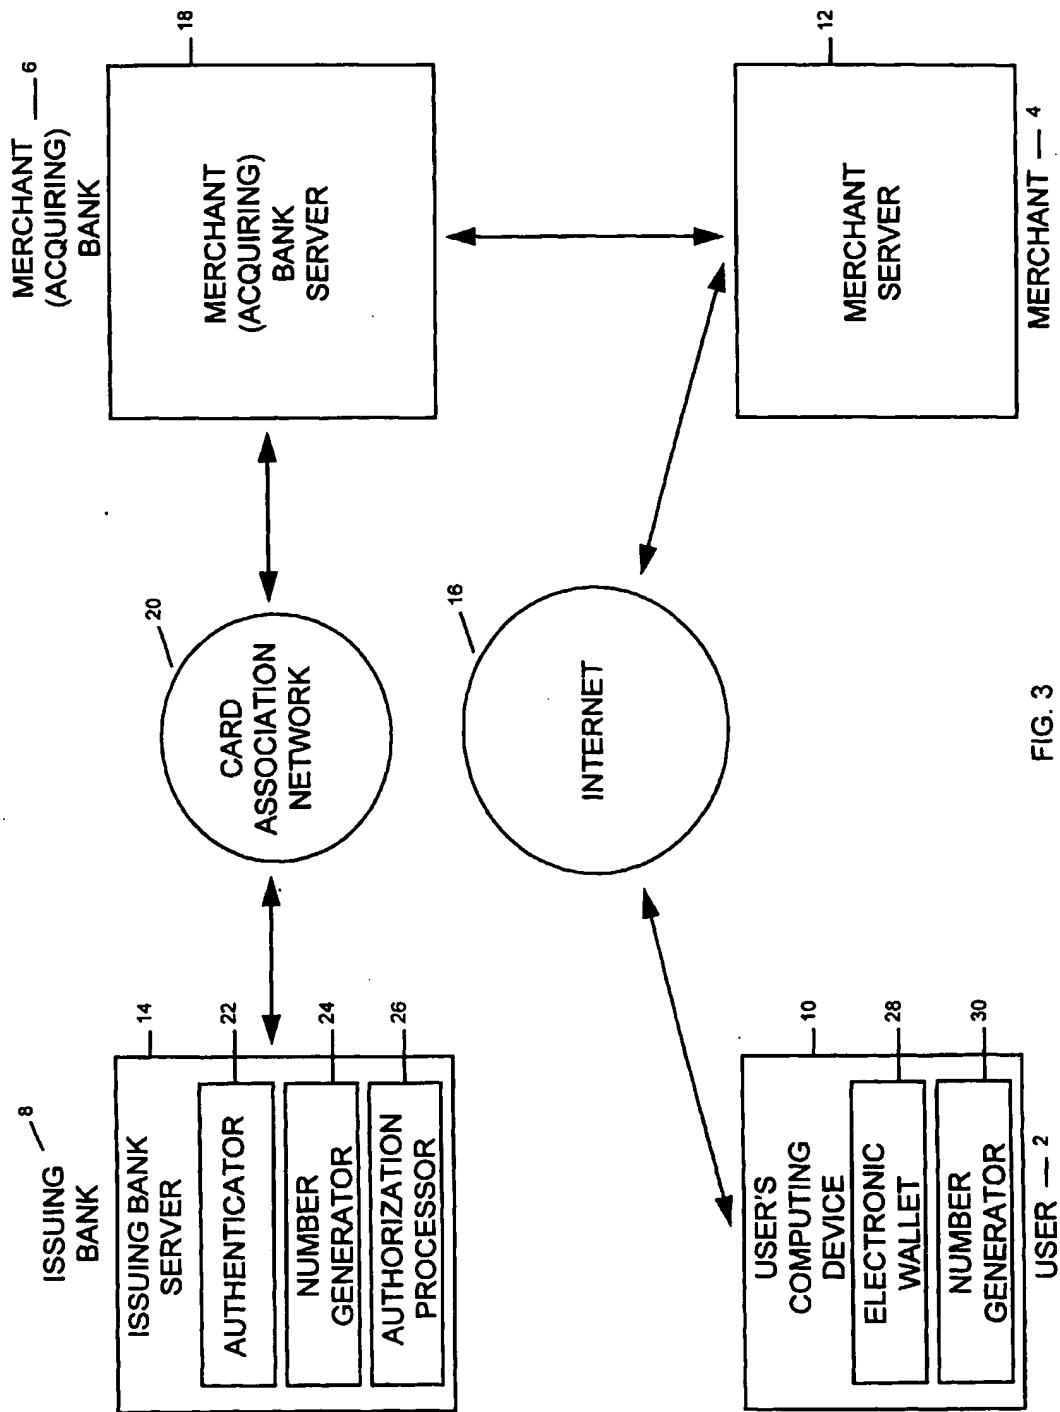 ISSUING
BANK
8
ISSUING BANK
SERVER
14
AUTHENTICATOR
22
NUMBER
GENERATOR
24
AUTHORIZATION
PROCESSOR
26
CARD
ASSOCIATION
NETWORK
20
MERCHANT
(ACQUIRING)
BANK
6
MERCHANT
(ACQUIRING)
BANK
SERVER
18
INTERNET
16
USER'S
COMPUTING
DEVICE
10
ELECTRONIC
WALLET
28
NUMBER
GENERATOR
30
USER 2
MERCHANT
SERVER
12
MERCHANT 4
FIG. 3